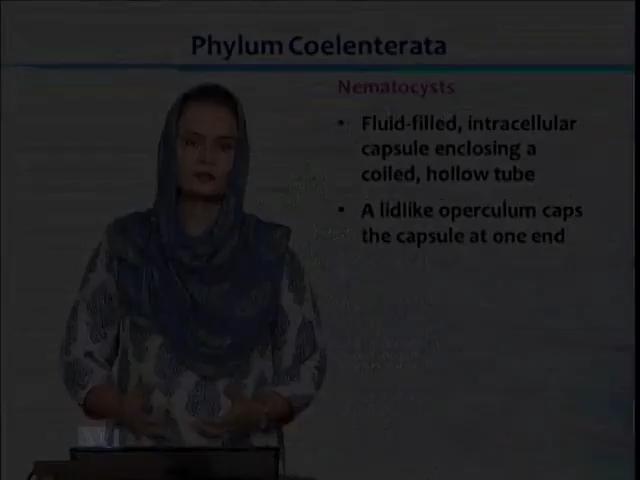 Phylum Coelenterata
Nematocysts
• Fluid-filled, intracellular
capsule enclosing a
coiled, hollow tube
• A lidlike operculum caps
the capsule at one end